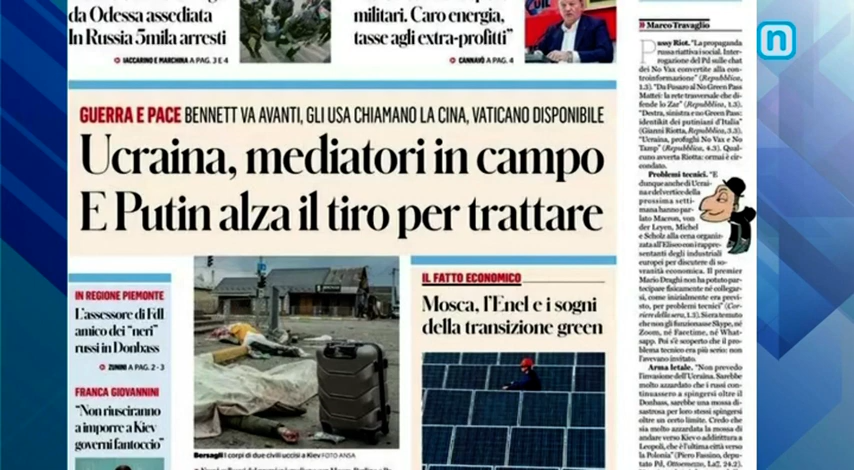 da Odessa assediata
In Russia 5mila arresti
IACCARINO E MARCHINA A PAG. 3 E 4
militari. Caro energia,
tasse agli extra-profitti”
CANNAVÒ A PAG. 4
GUERRA E PACE BENNETT VA AVANTI, GLI USA CHIAMANO LA CINA, VATICANO DISPONIBILE
Ucraina, mediatori in campo
E Putin alza il tiro per trattare
IN REGIONE PIEMONTE
L’assessore di FdI
amico dei “neri”
russi in Donbass
ZUNINI A PAG. 2 - 3
FRANCA GIOVANNINI
“Non riusciranno
a imporre a Kiev
governi fantoccio”
Bersagli I corpi di due civili uccisi a Kiev FOTO ANSA
IL FATTO ECONOMICO
Mosca, l’Enel e i sogni
della transizione green
n
Marco Travaglio
Pussy Riot. “La propaganda
russa riattiva i social. Inter-
rogazione del Pd sulle chat
dei No Vax convertite alla
controinformazione” (Repubblica,
1.3). “Da Fusaro al No Green Pass
Mattei: la rete trasversale che di-
fende lo Zar” (Repubblica, 1.3).
“Destra, sinistra e no Green Pass:
identikit dei putiniani d’Italia”
(Gianni Riotta, Repubblica, 3.3).
“Ucraina, profughi No Vax e No
Tamp” (Repubblica, 4.3). Qual-
cuno avverta Riotta: ormai è cir-
condato.
Problemi tecnici. “E
dunque anche di Ucrai-
na e del vertice della
prossima setti-
mana hanno par-
lato Macron, von
der Leyen, Michel
e Scholz alla cena organiz-
zata all’Eliseo con i rappre-
sentanti degli industriali
europei per discutere di so-
vranità economica. Il premier
Mario Draghi non ha potuto par-
tecipare fisicamente né collegar-
si, come inizialmente era previ-
sto, per problemi tecnici” (Cor-
riere della sera, 1.3). Si era temuto
che non gli funzionasse Skype, né
Zoom, né Facetime, né What-
sapp. Poi s’è scoperto che il pro-
blema tecnico era più serio: non
l’avevano invitato.
Arma letale. “Non prevedo
l’invasione dell’Ucraina. Sarebbe
molto azzardato che i russi con-
tinuassero a spingersi oltre il
Donbass, sarebbe una mossa di-
sastrosa per loro stessi spingersi
oltre un certo limite. Credo che
sia molto azzardata la mossa di
andare verso Kiev o addirittura a
Leopoli, che è l’ultima città verso
la Polonia” (Piero Fassino, depu-
tato Pd, Ottoemezzo, La7, 24.2).